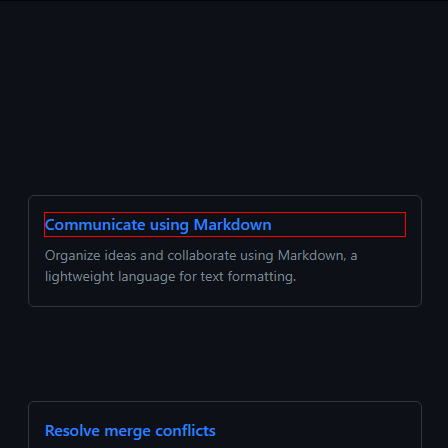 Communicate using Markdown
Organize ideas and collaborate using Markdown, a
lightweight language for text formatting.
Resolve merge conflicts